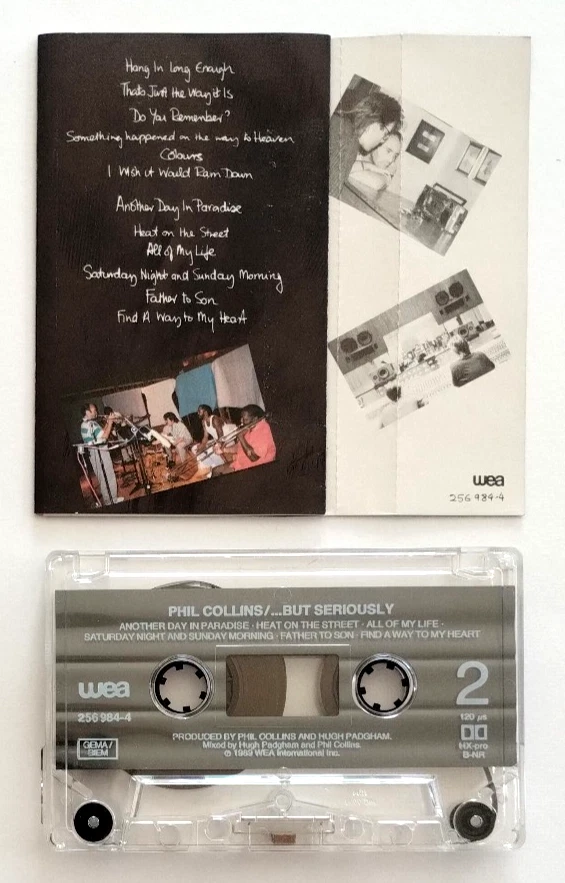 Hang In Long Enough
Thats Just the Way it Is
Do You Remember?
Something happened on the way to Heaven
Colours
I Wish it Would Rain Down
Another Day In Paradise
Heat on the Street
All of My Life
Saturday Night and Sunday Morning
Father to Son
Find A Way to My Heart
wea
256 984-4
PHIL COLLINS/...BUT SERIOUSLY
ANOTHER DAY IN PARADISE · HEAT ON THE STREET · ALL OF MY LIFE ·
SATURDAY NIGHT AND SUNDAY MORNING · FATHER TO SON · FIND A WAY TO MY HEART
wea
2
256 984-4
120 µs
GEMA/
BIEM
HX-pro
B-NR
PRODUCED BY PHIL COLLINS AND HUGH PADGHAM.
Mixed by Hugh Padgham and Phil Collins.
℗ 1989 WEA International Inc.